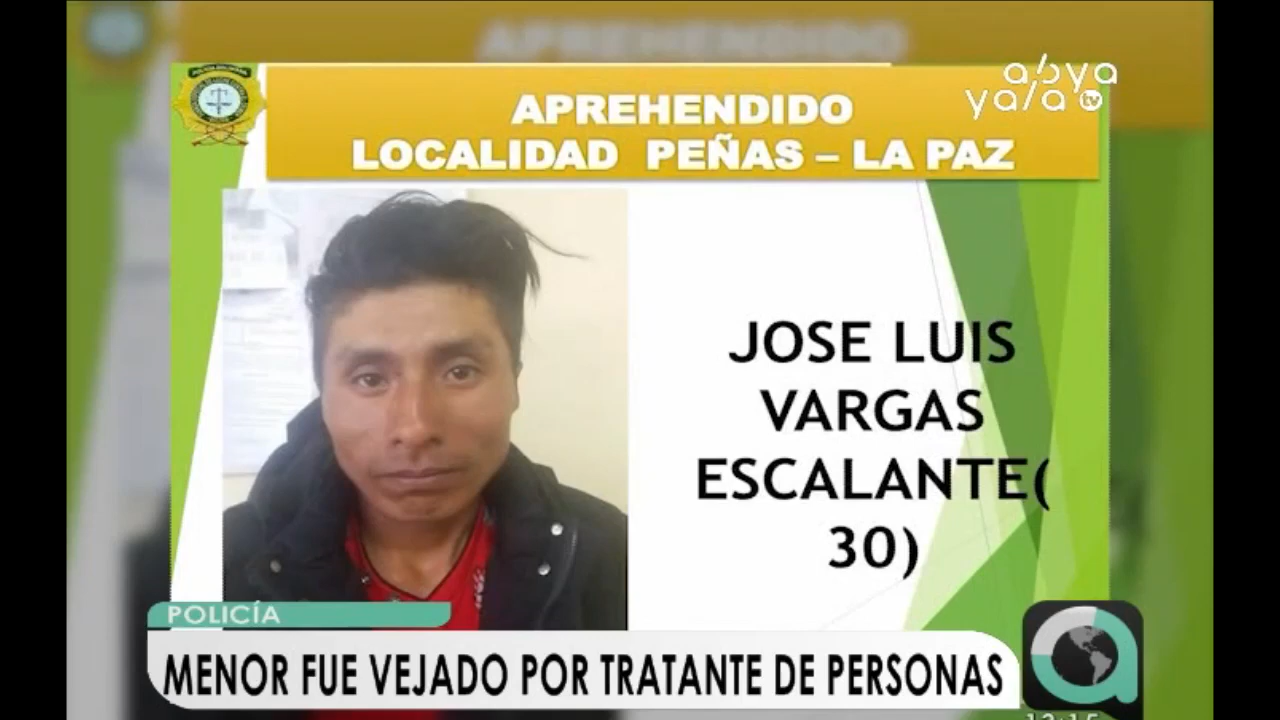 abya
yala tv
APREHENDIDO
LOCALIDAD PEÑAS – LA PAZ
JOSE LUIS
VARGAS
ESCALANTE(
30)
POLICÍA
MENOR FUE VEJADO POR TRATANTE DE PERSONAS